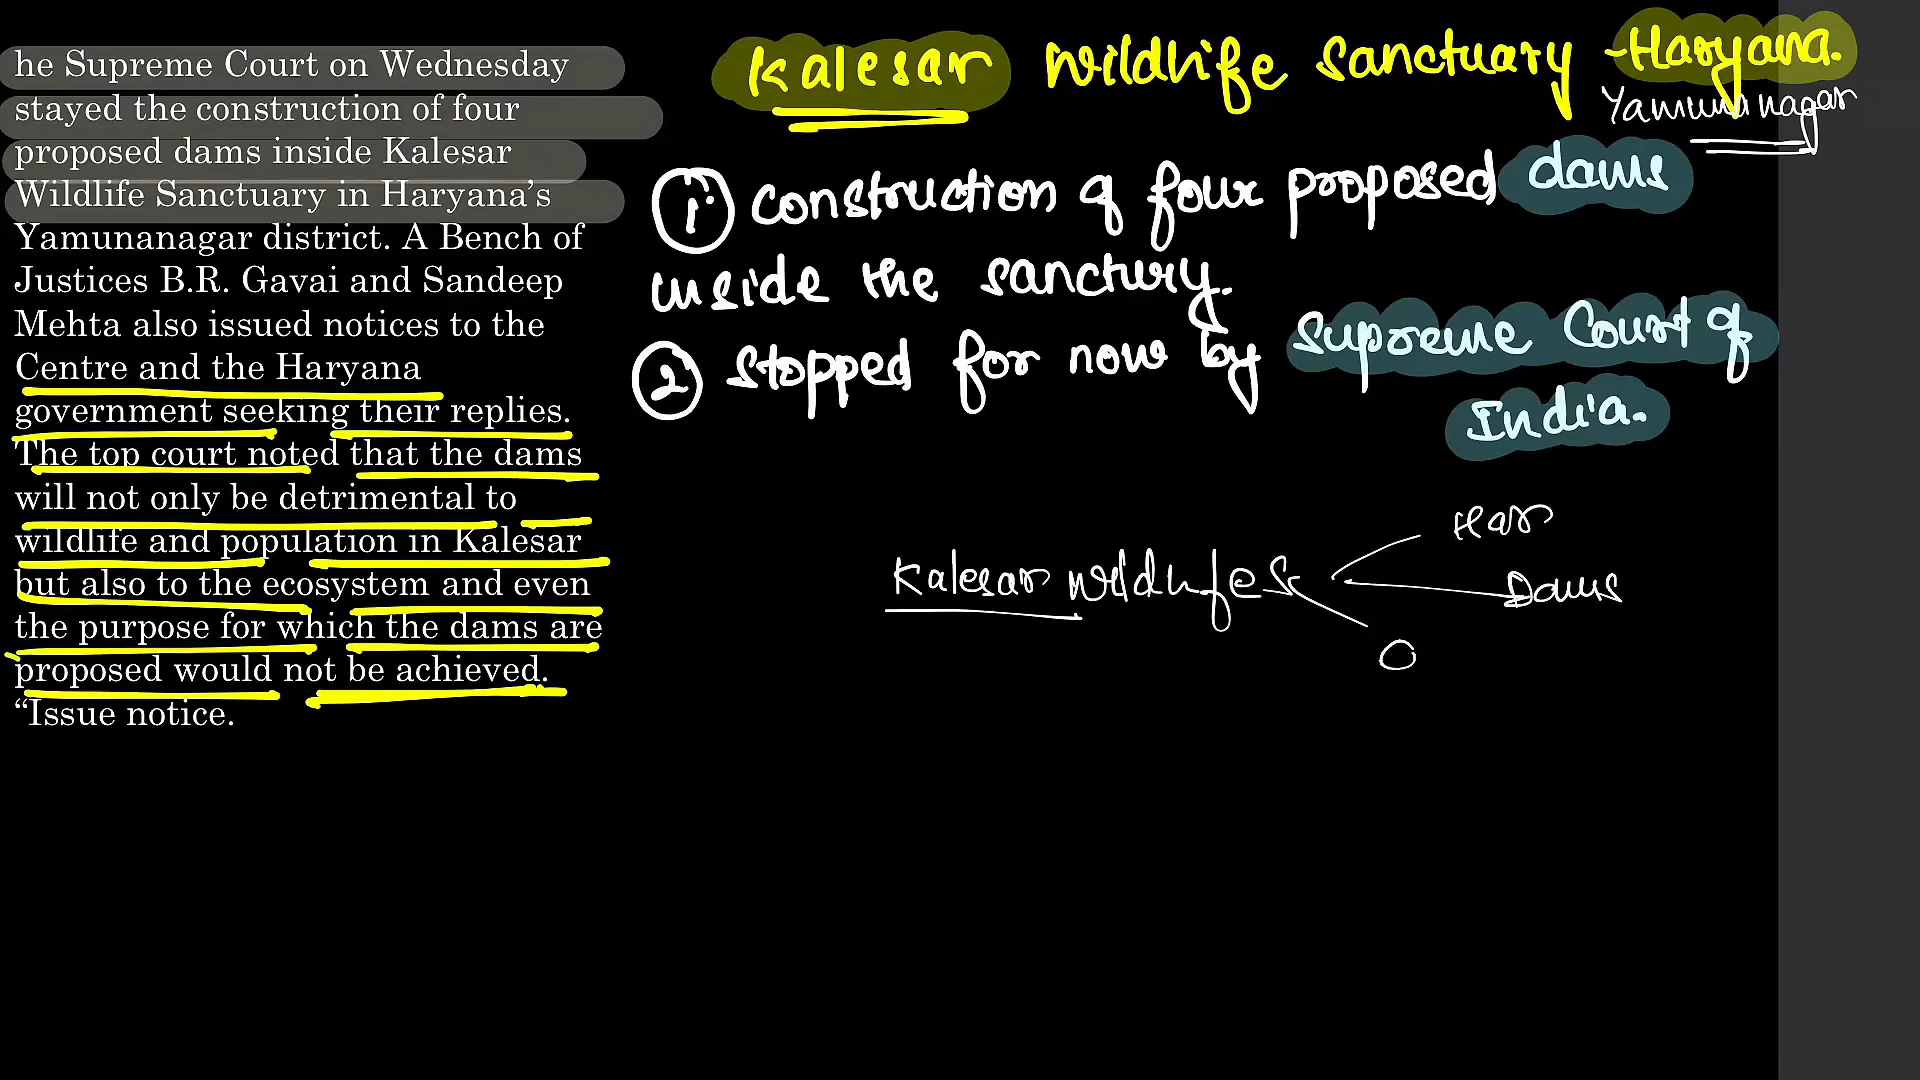 he Supreme Court on Wednesday
stayed the construction of four
proposed dams inside Kalesar
Wildlife Sanctuary in Haryana’s
Yamunanagar district. A Bench of
Justices B.R. Gavai and Sandeep
Mehta also issued notices to the
Centre and the Haryana
government seeking their replies.
The top court noted that the dams
will not only be detrimental to
wildlife and population in Kalesar
but also to the ecosystem and even
the purpose for which the dams are
proposed would not be achieved.
“Issue notice.
Kalesar wildlife sanctuary - Haryana.
Yamunanagar
1 construction of four proposed dams
inside the sanctury.
2 stopped for now by Supreme Court of
India.
Kalesar wildlife S
Har
Dams